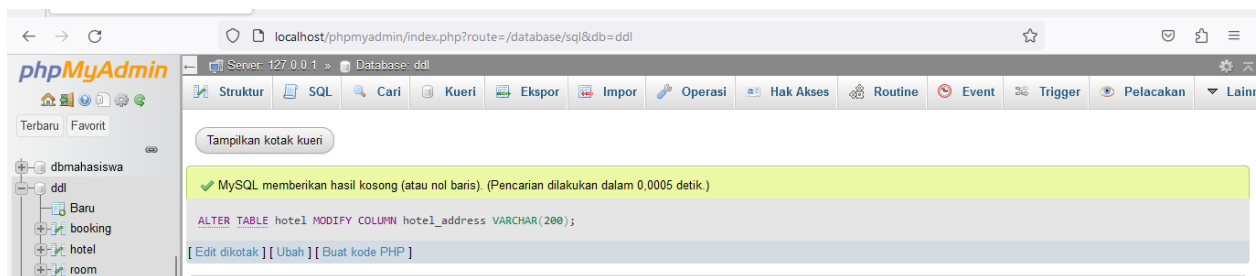 localhost/phpmyadmin/index.php?route=/database/sql&db=ddl
phpMyAdmin
Server: 127.0.0.1 » Database: ddl
Struktur SQL Cari Kueri Ekspor Impor Operasi Hak Akses Routine Event Trigger Pelacakan Lainn
Terbaru Favorit
Tampilkan kotak kueri
dbmahasiswa
ddl
Baru
booking
hotel
room
MySQL memberikan hasil kosong (atau nol baris). (Pencarian dilakukan dalam 0,0005 detik.)
ALTER TABLE hotel MODIFY COLUMN hotel_address VARCHAR(200);
[ Edit dikotak ] [ Ubah ] [ Buat kode PHP ]